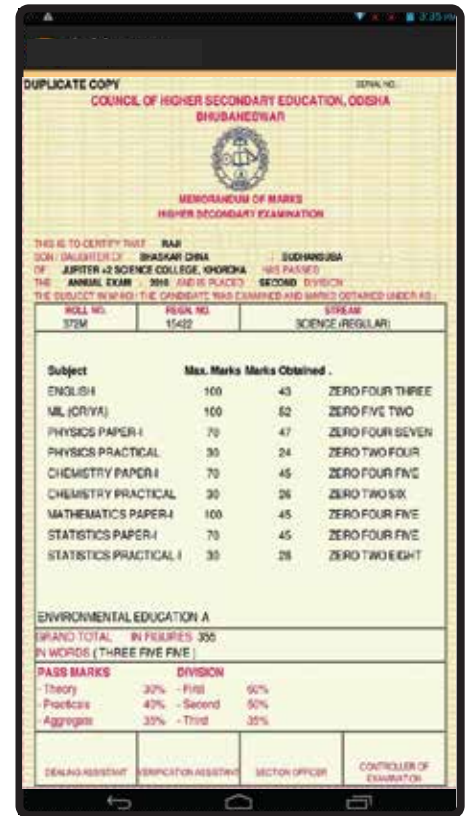 3:35 PM
DUPLICATE COPY
SERIAL NO.
COUNCIL OF HIGHER SECONDARY EDUCATION, ODISHA
BHUBANESWAR
MEMORANDUM OF MARKS
HIGHER SECONDARY EXAMINATION
THIS IS TO CERTIFY THAT RAJI
SON / DAUGHTER OF BHASKAR CHNA SUDHANSUBA
OF JUPITER +2 SCIENCE COLLEGE, KHORDHA HAS PASSED
THE ANNUAL EXAM , 2010 AND IS PLACED SECOND DIVISION
THE SUBJECT IN WHICH THE CANDIDATE WAS EXAMINED AND MARKS OBTAINED UNDER AS :
ROLL NO. REGN. NO. STREAM
372M 15422 SCIENCE (REGULAR)
Subject Max. Marks Marks Obtained .
ENGLISH 100 43 ZERO FOUR THREE
MIL (ORIYA) 100 52 ZERO FIVE TWO
PHYSICS PAPER-I 70 47 ZERO FOUR SEVEN
PHYSICS PRACTICAL 30 24 ZERO TWO FOUR
CHEMISTRY PAPER-I 70 45 ZERO FOUR FIVE
CHEMISTRY PRACTICAL 30 26 ZERO TWO SIX
MATHEMATICS PAPER-I 100 45 ZERO FOUR FIVE
STATISTICS PAPER-I 70 45 ZERO FOUR FIVE
STATISTICS PRACTICAL I 30 28 ZERO TWO EIGHT
ENVIRONMENTAL EDUCATION A
GRAND TOTAL IN FIGURES 355
IN WORDS ( THREE FIVE FIVE )
PASS MARKS DIVISION
- Theory 30% - First 60%
- Practicals 40% - Second 50%
- Aggregate 35% - Third 35%
DEALING ASSISTANT VERIFICATION ASSISTANT SECTION OFFICER CONTROLLER OF
EXAMINATION